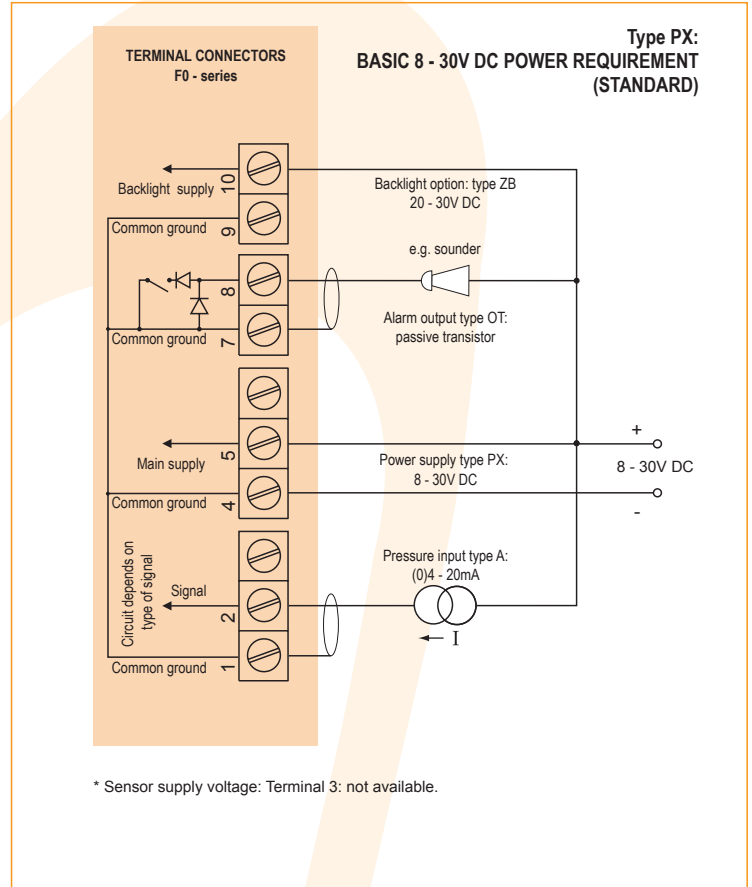 Type PX:
BASIC 8 - 30V DC POWER REQUIREMENT
(STANDARD)
TERMINAL CONNECTORS
F0 - series
10
Backlight supply
Backlight option: type ZB
20 - 30V DC
9
Common ground
e.g. sounder
8
Alarm output type OT:
passive transistor
7
Common ground
+
5
Main supply
Power supply type PX:
8 - 30V DC
8 - 30V DC
4
Common ground
-
Circuit depends on
type of signal
Pressure input type A:
(0)4 - 20mA
Signal
2
I
1
Common ground
* Sensor supply voltage: Terminal 3: not available.